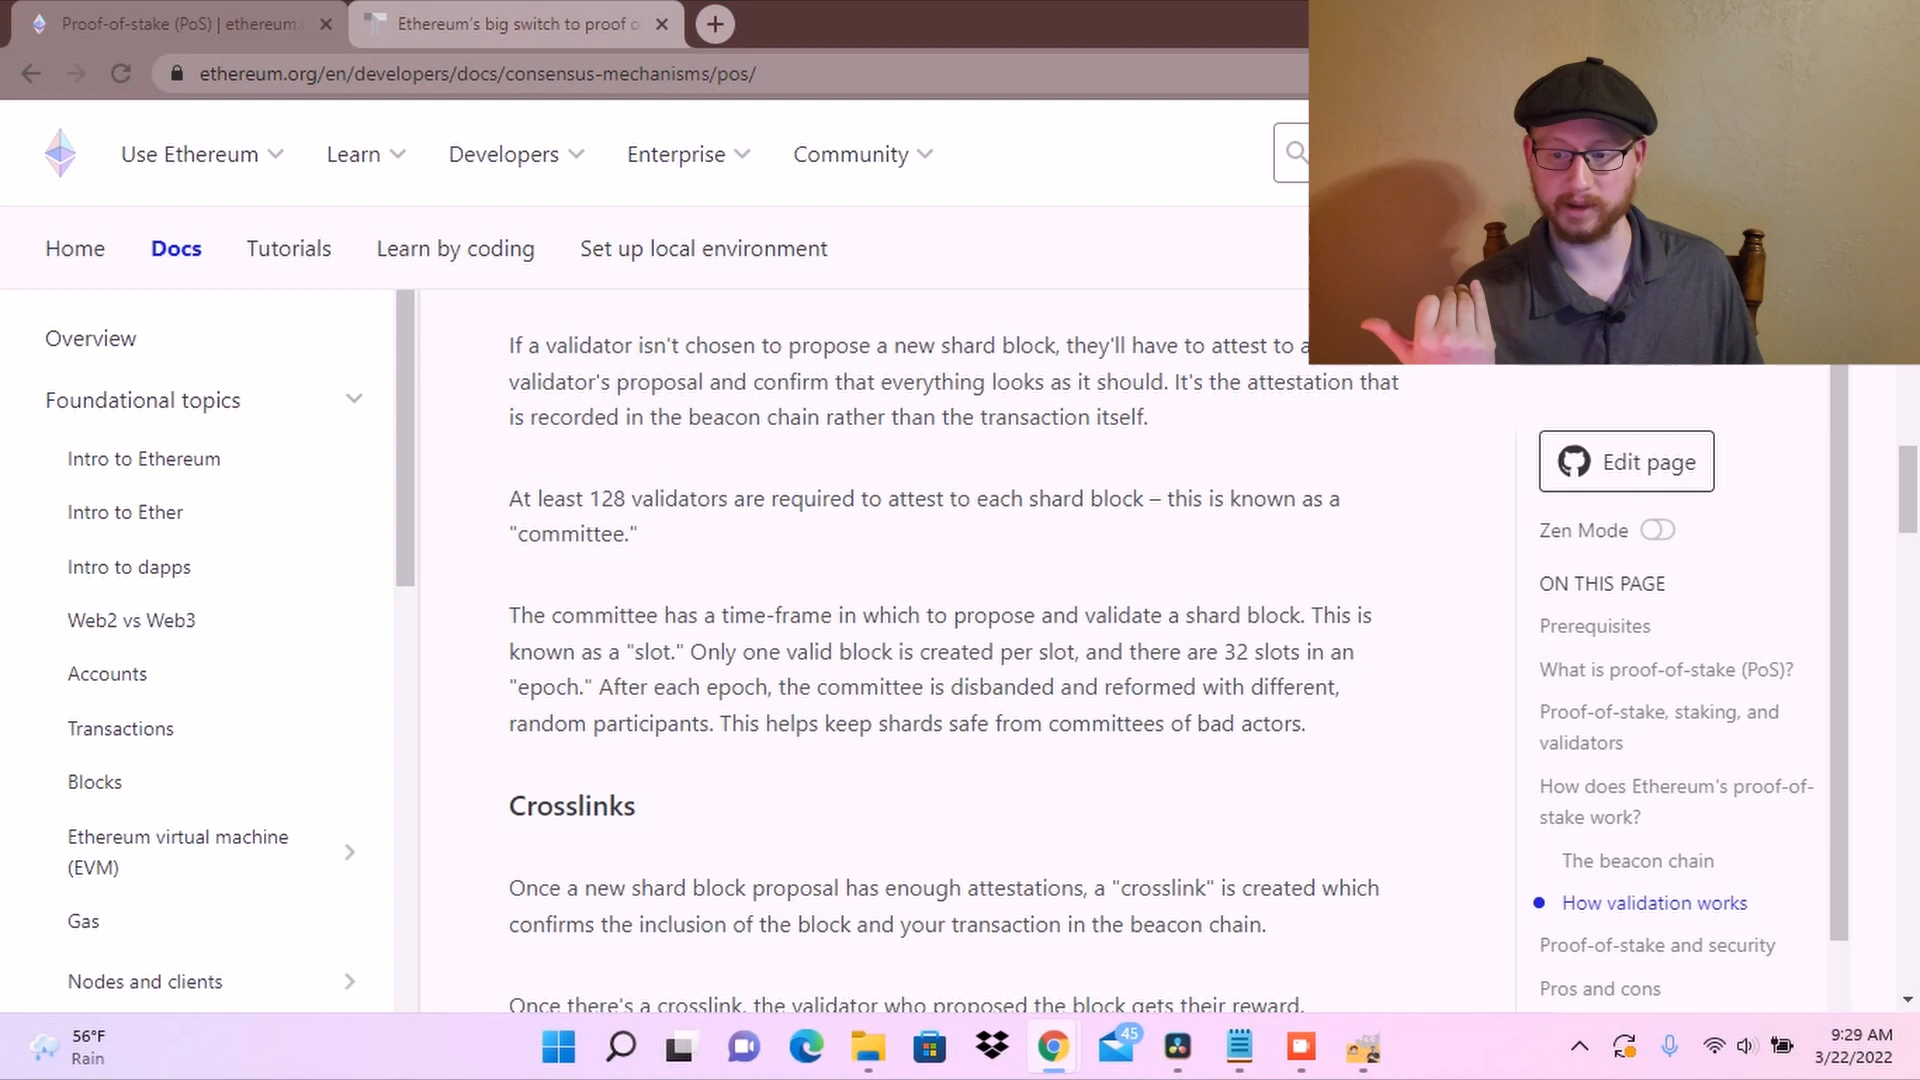 Proof-of-stake (PoS) | ethereum.
Ethereum's big switch to proof o
ethereum.org/en/developers/docs/consensus-mechanisms/pos/
Use Ethereum
Learn
Developers
Enterprise
Community
Home
Docs
Tutorials
Learn by coding
Set up local environment
Overview
Foundational topics
Intro to Ethereum
Intro to Ether
Intro to dapps
Web2 vs Web3
Accounts
Transactions
Blocks
Ethereum virtual machine
(EVM)
Gas
Nodes and clients
If a validator isn't chosen to propose a new shard block, they'll have to attest to a
validator's proposal and confirm that everything looks as it should. It's the attestation that
is recorded in the beacon chain rather than the transaction itself.
At least 128 validators are required to attest to each shard block – this is known as a
"committee."
The committee has a time-frame in which to propose and validate a shard block. This is
known as a "slot." Only one valid block is created per slot, and there are 32 slots in an
"epoch." After each epoch, the committee is disbanded and reformed with different,
random participants. This helps keep shards safe from committees of bad actors.
Crosslinks
Once a new shard block proposal has enough attestations, a "crosslink" is created which
confirms the inclusion of the block and your transaction in the beacon chain.
Once there's a crosslink, the validator who proposed the block gets their reward.
Edit page
Zen Mode
ON THIS PAGE
Prerequisites
What is proof-of-stake (PoS)?
Proof-of-stake, staking, and
validators
How does Ethereum's proof-of-
stake work?
The beacon chain
How validation works
Proof-of-stake and security
Pros and cons
56°F
Rain
45
9:29 AM
3/22/2022